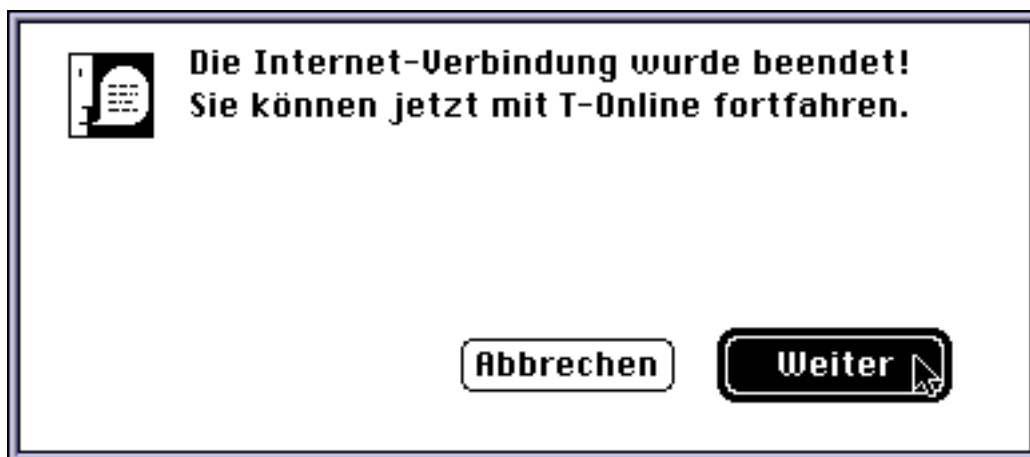 Die Internet-Verbindung wurde beendet!
Sie können jetzt mit T-Online fortfahren.
Abbrechen
Weiter